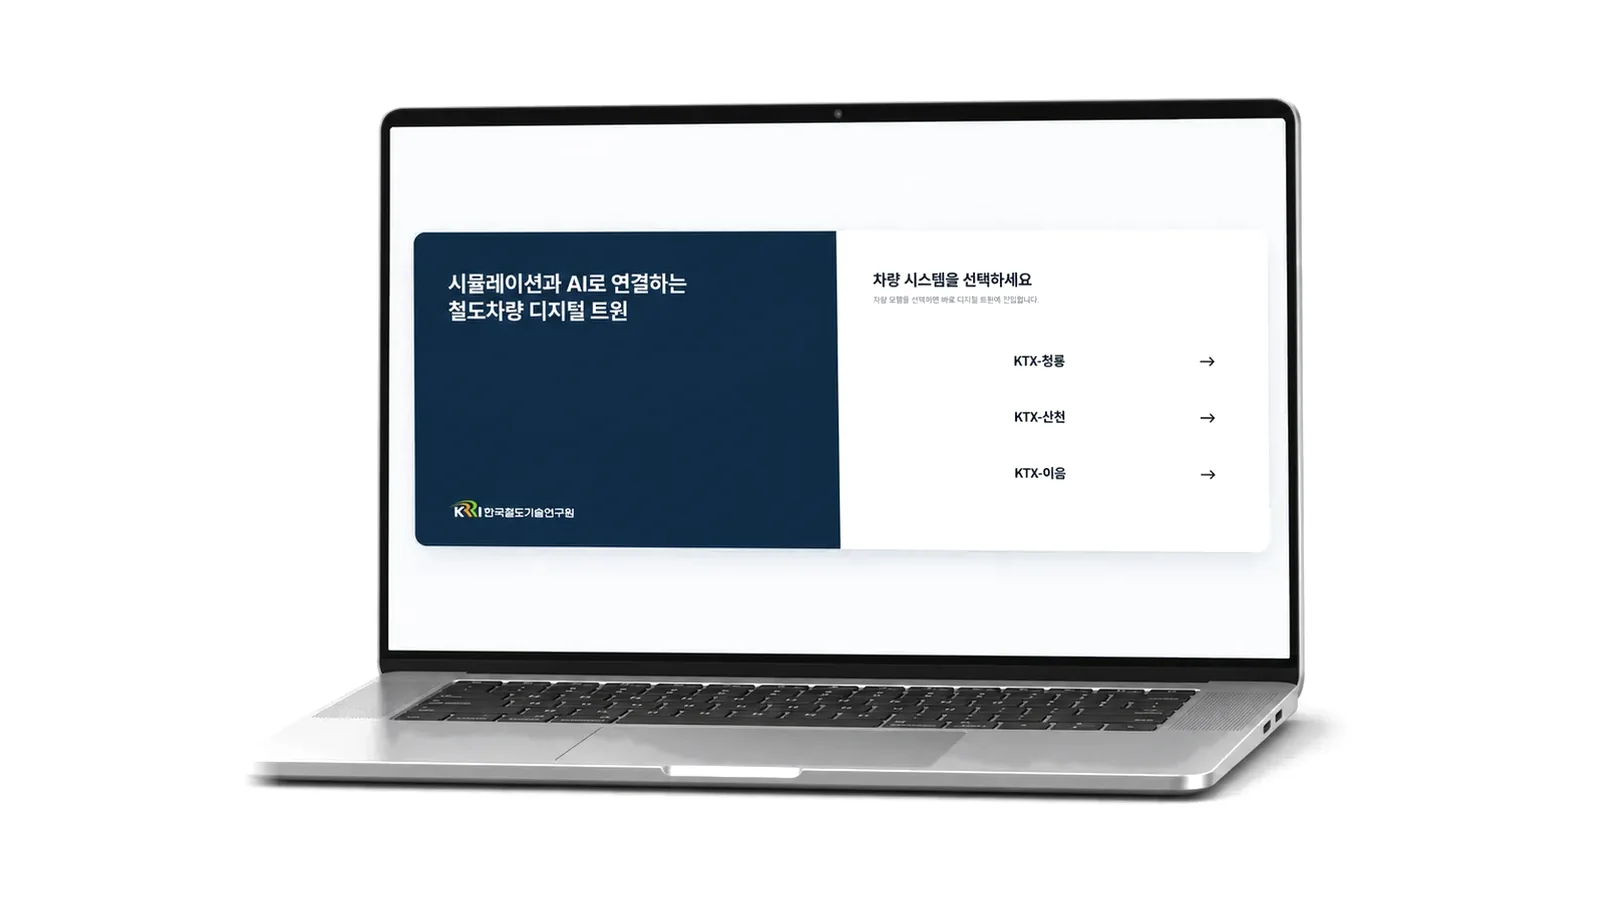 시뮬레이션과 AI로 연결하는
철도차량 디지털 트윈
KRRI 한국철도기술연구원
차량 시스템을 선택하세요
차량 모델을 선택하면 바로 디지털 트윈에 진입합니다.
KTX-청룡 →
KTX-산천 →
KTX-이음 →